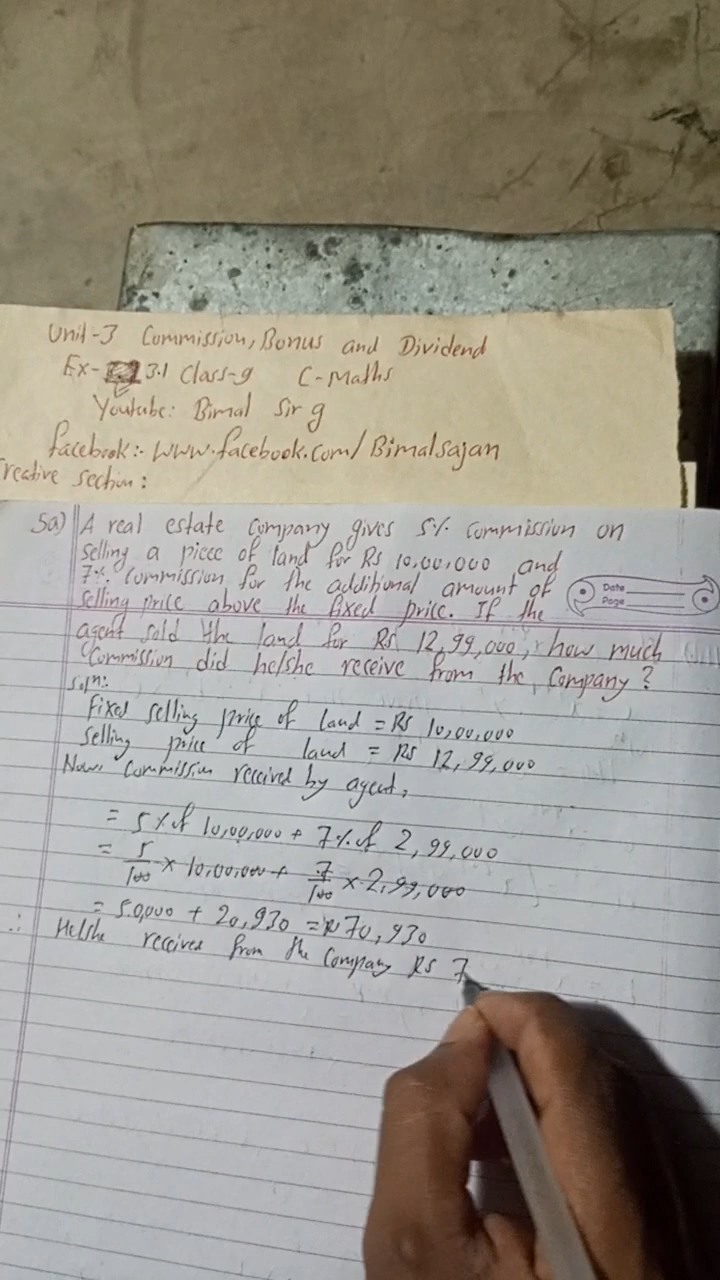 Unit-3 Commission, Bonus and Dividend
Ex- 3.1 Class-9 C-Maths
Youtube: Bimal Sir g
facebook:- www.facebook.com/Bimalsajan
Creative section:
5a) A real estate company gives 5% commission on
selling a piece of land for Rs 10,00,000 and
7% commission for the additional amount of
selling price above the fixed price. If the
agent sold the land for Rs 12,99,000, how much
commission did he/she receive from the company?
Date
Page
Soln:
Fixed selling price of land = Rs 10,00,000
Selling price of land = Rs 12,99,000
Now, Commission received by agent,
= 5% of 10,00,000 + 7% of 2,99,000
= 5/100 × 10,00,000 + 7/100 × 2,99,000
= 50,000 + 20,930 = Rs 70,930
∴ He/she received from the company Rs 7